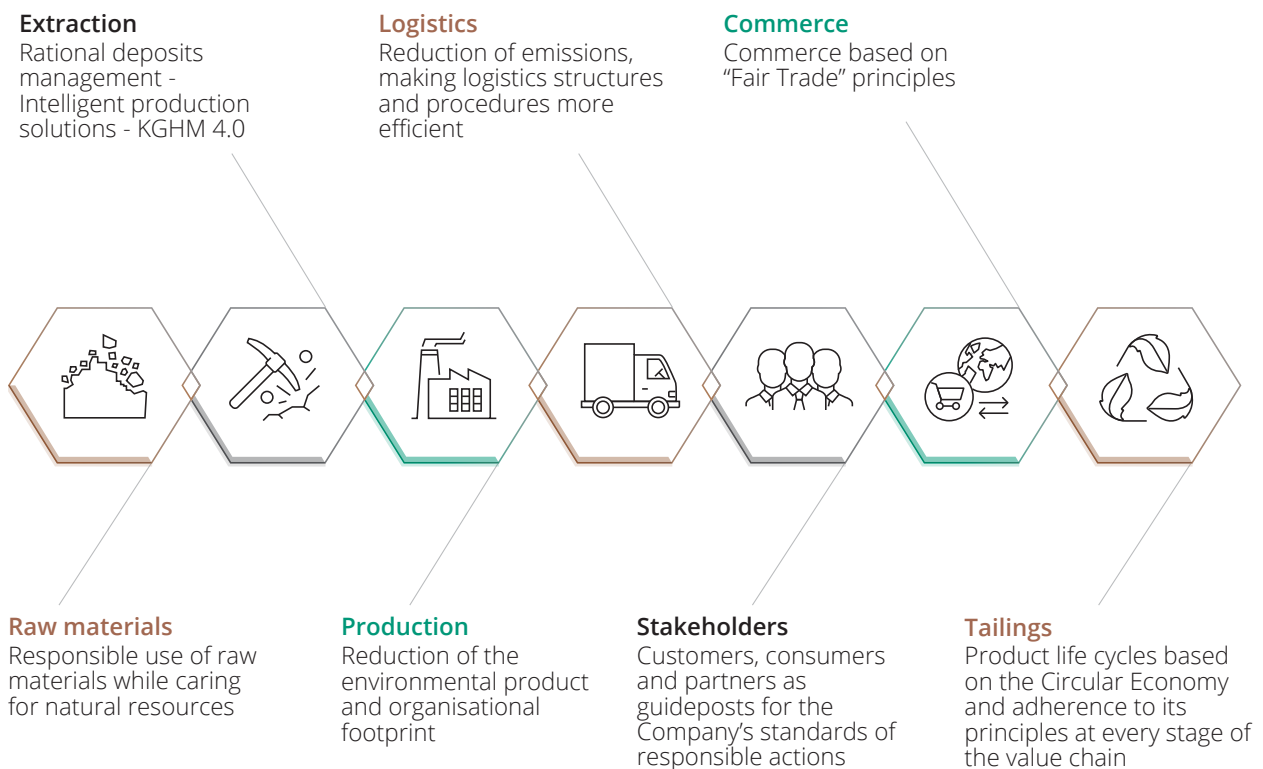 Extraction
Rational deposits
management -
Intelligent production
solutions - KGHM 4.0
Logistics
Reduction of emissions,
making logistics structures
and procedures more
efficient
Commerce
Commerce based on
“Fair Trade” principles
Raw materials
Responsible use of raw
materials while caring
for natural resources
Production
Reduction of the
environmental product
and organisational
footprint
Stakeholders
Customers, consumers
and partners as
guideposts for the
Company’s standards of
responsible actions
Tailings
Product life cycles based
on the Circular Economy
and adherence to its
principles at every stage of
the value chain